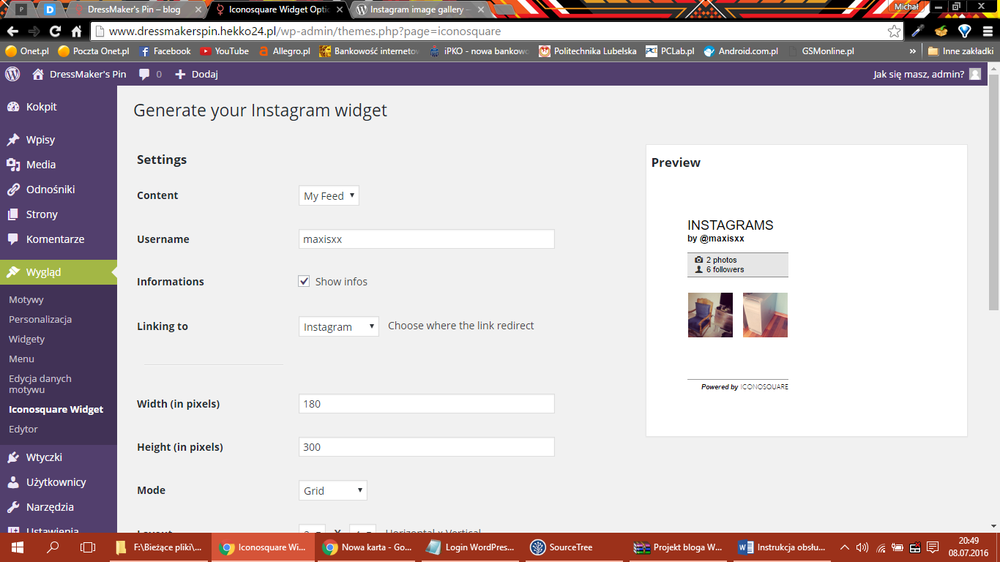 P
D
DressMaker's Pin – blog
Iconosquare Widget Optio
Instagram image gallery –
Michał
www.dressmakerspin.hekko24.pl/wp-admin/themes.php?page=iconosquare
Onet.pl
Poczta Onet.pl
Facebook
YouTube
Allegro.pl
Bankowość internetow
iPKO - nowa bankowo
Politechnika Lubelska
PCLab.pl
Android.com.pl
GSMonline.pl
»
Inne zakładki
DressMaker's Pin
0
Dodaj
Jak się masz, admin?
Kokpit
Wpisy
Media
Odnośniki
Strony
Komentarze
Wygląd
Motywy
Personalizacja
Widgety
Menu
Edycja danych
motywu
Iconosquare Widget
Edytor
Wtyczki
Użytkownicy
Narzędzia
Ustawienia
Generate your Instagram widget
Settings
Content
My Feed
Username
maxisxx
Informations
Show infos
Linking to
Instagram
Choose where the link redirect
Width (in pixels)
180
Height (in pixels)
300
Mode
Grid
Layout
X
Horizontal x Vertical
Preview
INSTAGRAMS
by @maxisxx
2 photos
6 followers
Powered by ICONOSQUARE
F:\Bieżące pliki\...
Iconosquare Wi...
Nowa karta - Go...
Login WordPres...
SourceTree
Projekt bloga W...
Instrukcja obsłu...
20:49
08.07.2016